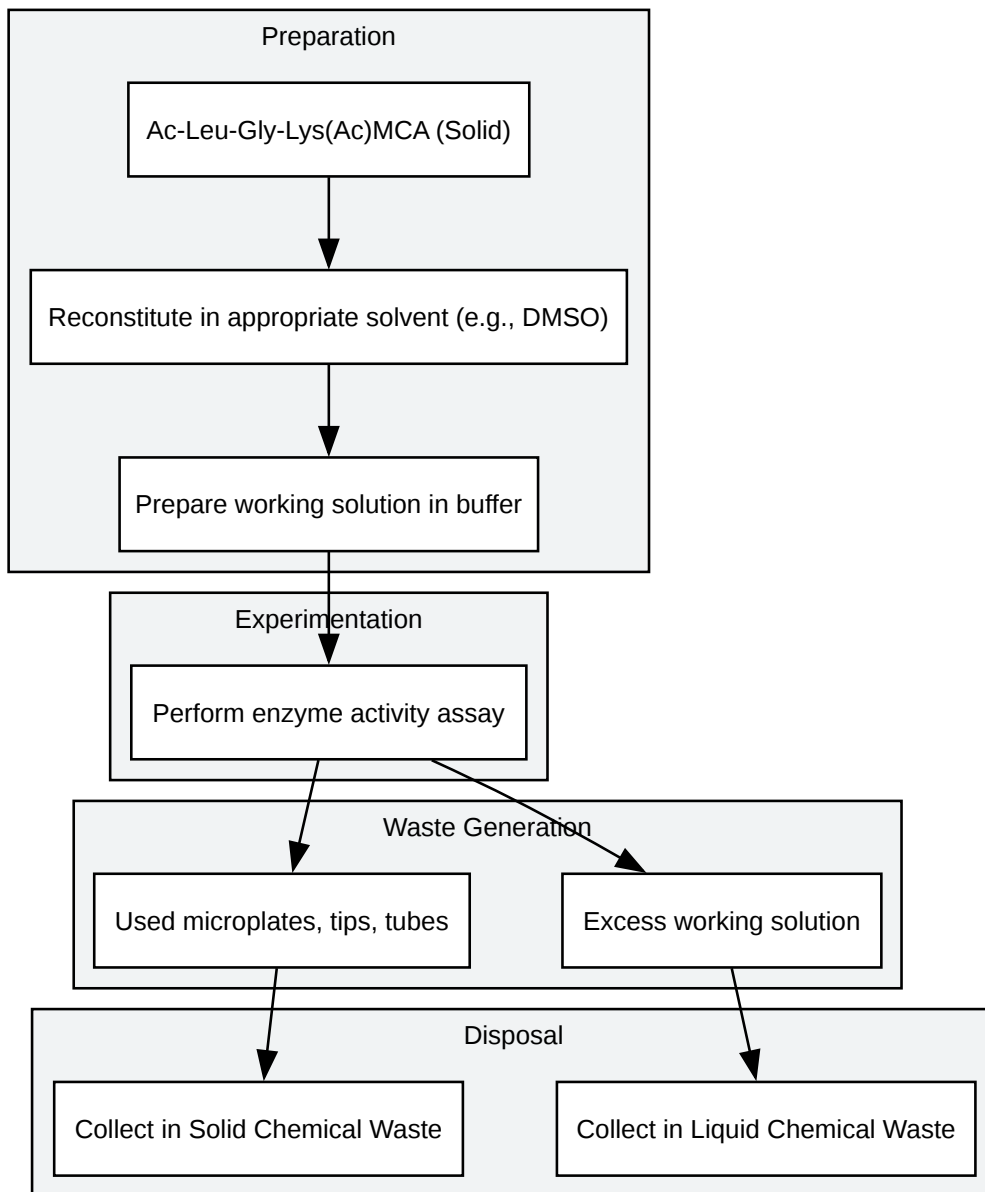 Preparation
Ac-Leu-Gly-Lys(Ac)MCA (Solid)
Reconstitute in appropriate solvent (e.g., DMSO)
Prepare working solution in buffer
Experimentation
Perform enzyme activity assay
Waste Generation
Used microplates, tips, tubes
Excess working solution
Disposal
Collect in Solid Chemical Waste
Collect in Liquid Chemical Waste